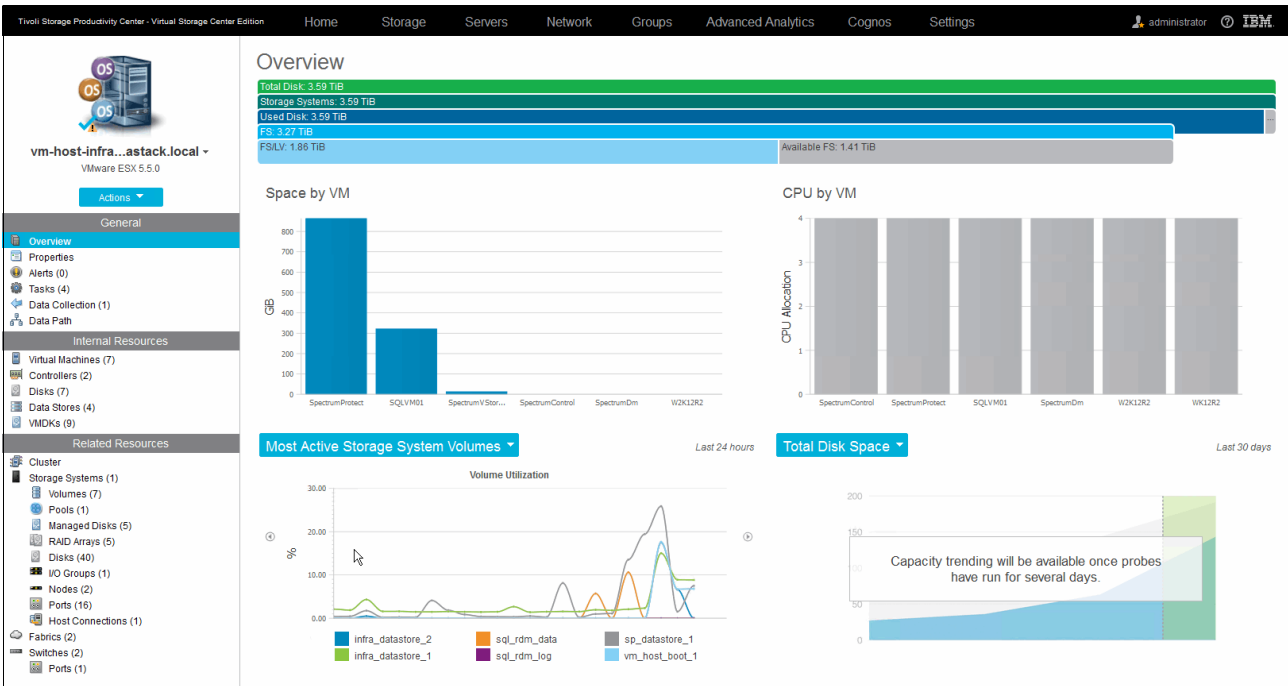 Tivoli Storage Productivity Center - Virtual Storage Center Edition Home Storage Servers Network Groups Advanced Analytics Cognos Settings administrator IBM
OS
OS
OS
vm-host-infra...astack.local
VMware ESX 5.5.0
Actions
General
Overview
Properties
Alerts (0)
Tasks (4)
Data Collection (1)
Data Path
Internal Resources
Virtual Machines (7)
Controllers (2)
Disks (7)
Data Stores (4)
VMDKs (9)
Related Resources
Cluster
Storage Systems (1)
Volumes (7)
Pools (1)
Managed Disks (5)
RAID Arrays (5)
Disks (40)
I/O Groups (1)
Nodes (2)
Ports (16)
Host Connections (1)
Fabrics (2)
Switches (2)
Ports (1)
Overview
Total Disk: 3.59 TiB
Storage Systems: 3.59 TiB
Used Disk: 3.59 TiB
...
FS: 3.27 TiB
FS/LV: 1.86 TiB Available FS: 1.41 TiB
Space by VM
GiB
800
700
600
500
400
300
200
100
0
SpectrumProtect SQLVM01 SpectrumVStor... SpectrumControl SpectrumDm W2K12R2
CPU by VM
CPU Allocation
4
3
2
1
0
SpectrumControl SpectrumProtect SQLVM01 SpectrumDm W2K12R2 WK12R2
Most Active Storage System Volumes Last 24 hours
Volume Utilization
%
30.00
20.00
10.00
0.00
infra_datastore_2 sql_rdm_data sp_datastore_1
infra_datastore_1 sql_rdm_log vm_host_boot_1
Total Disk Space Last 30 days
200
150
100
50
0
Capacity trending will be available once probes
have run for several days.